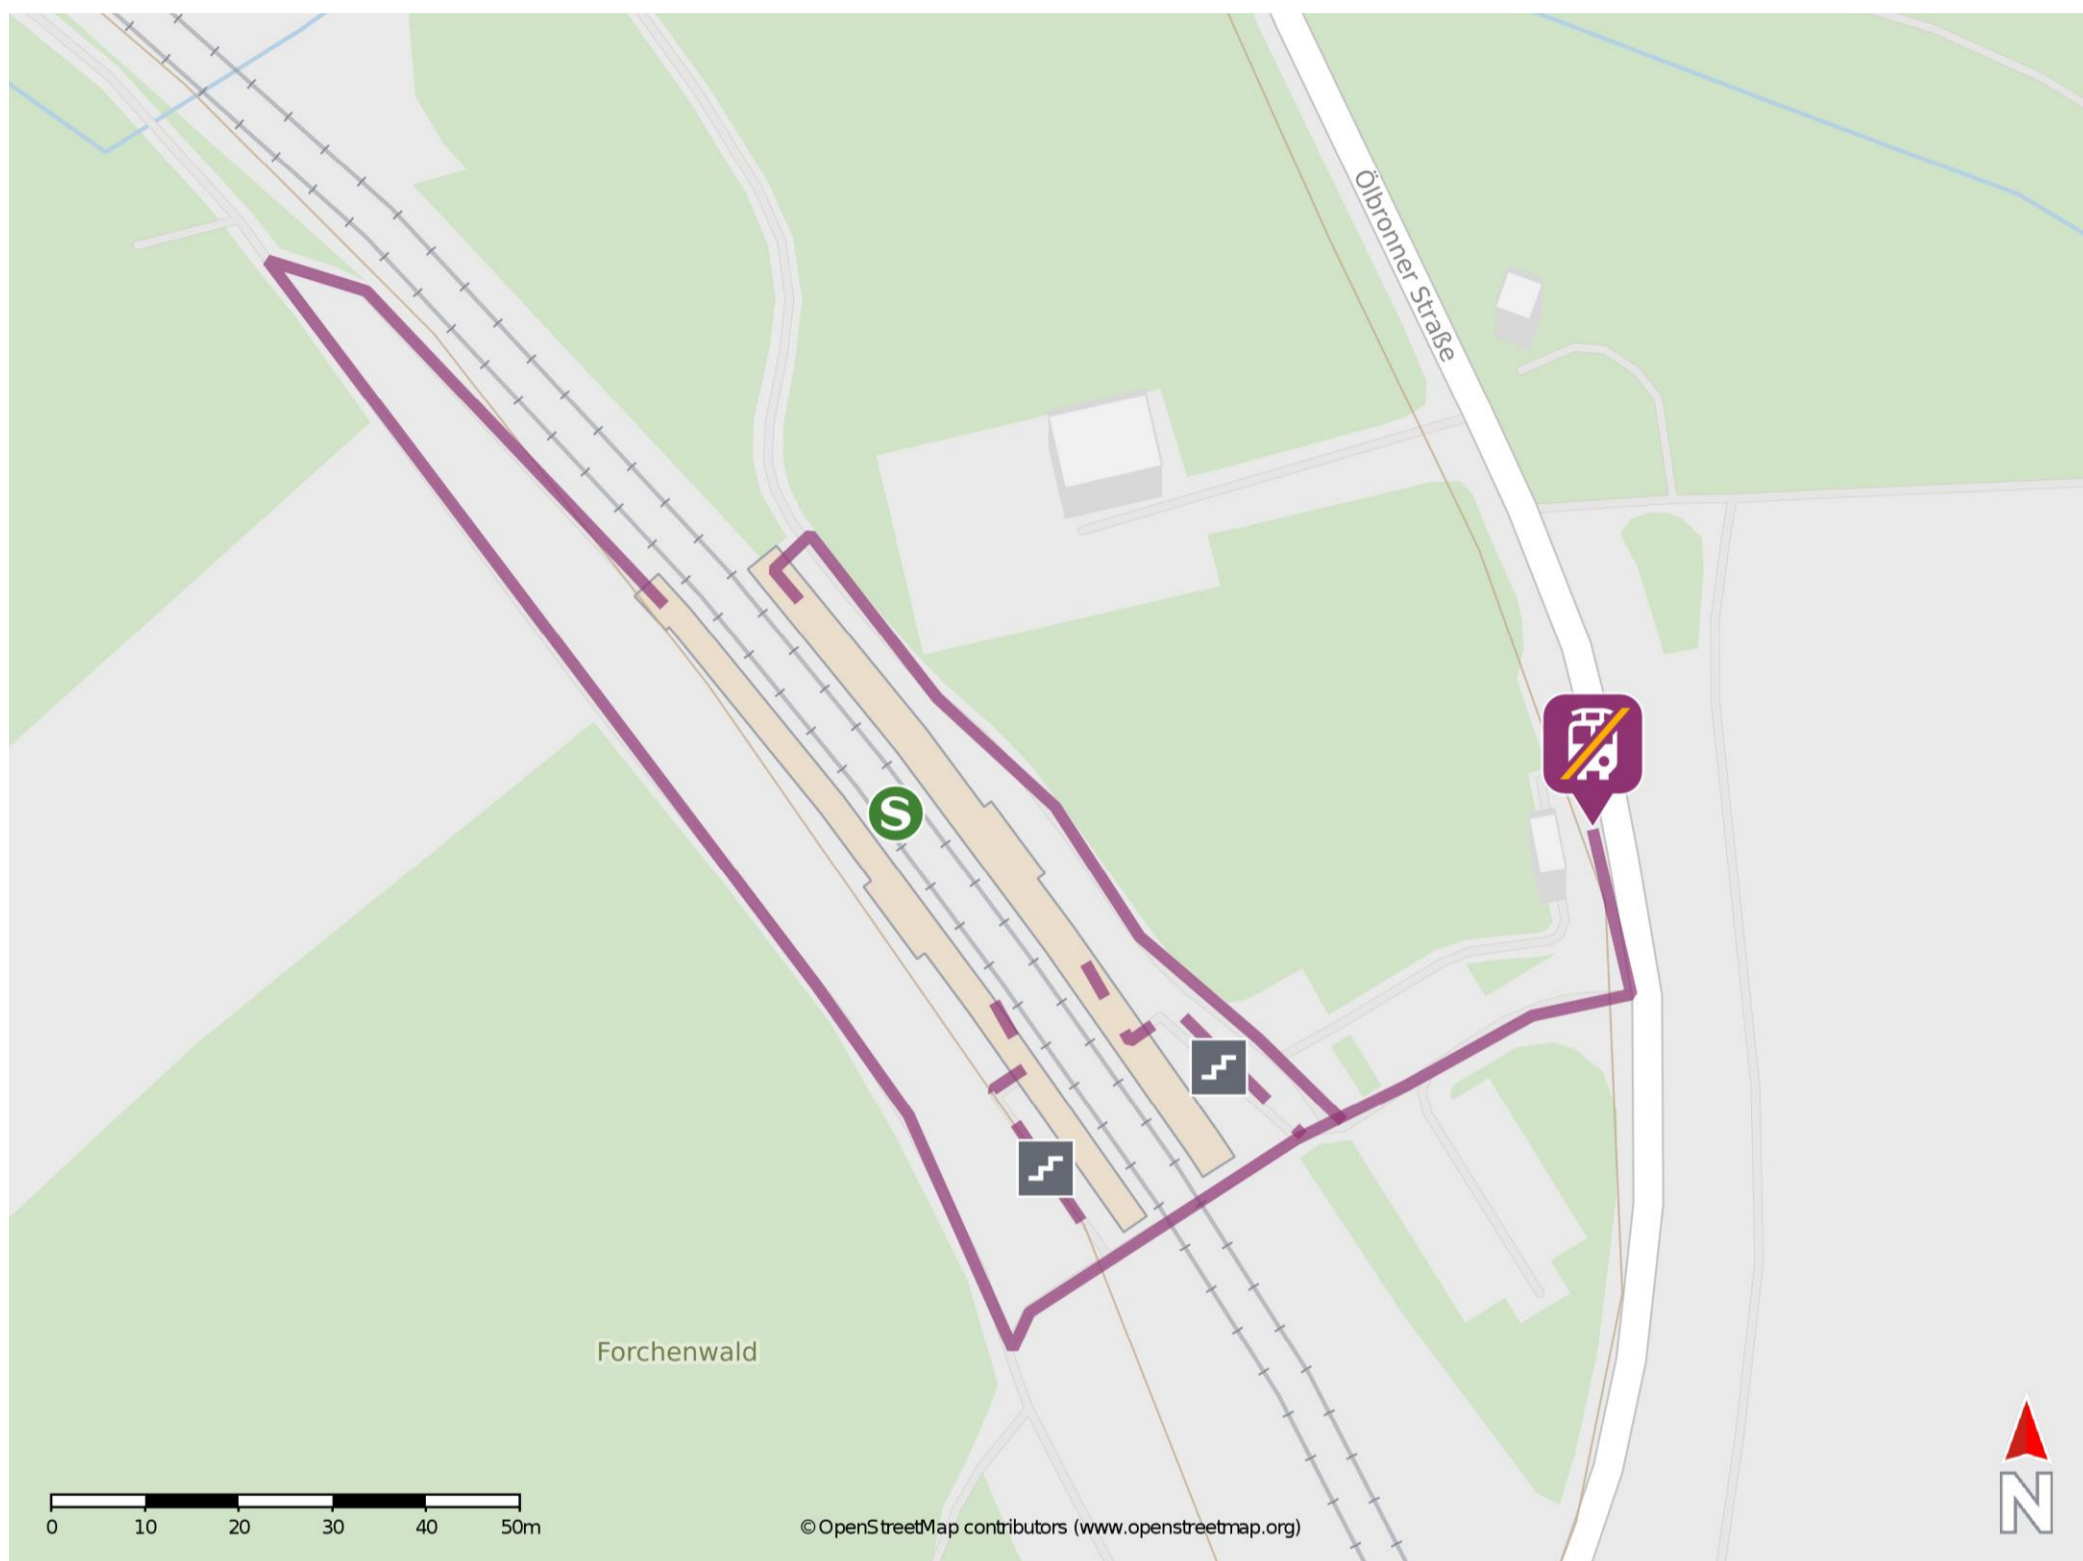 Ölbronner Straße
S
Forchenwald
0 10 20 30 40 50m
© OpenStreetMap contributors (www.openstreetmap.org)
N